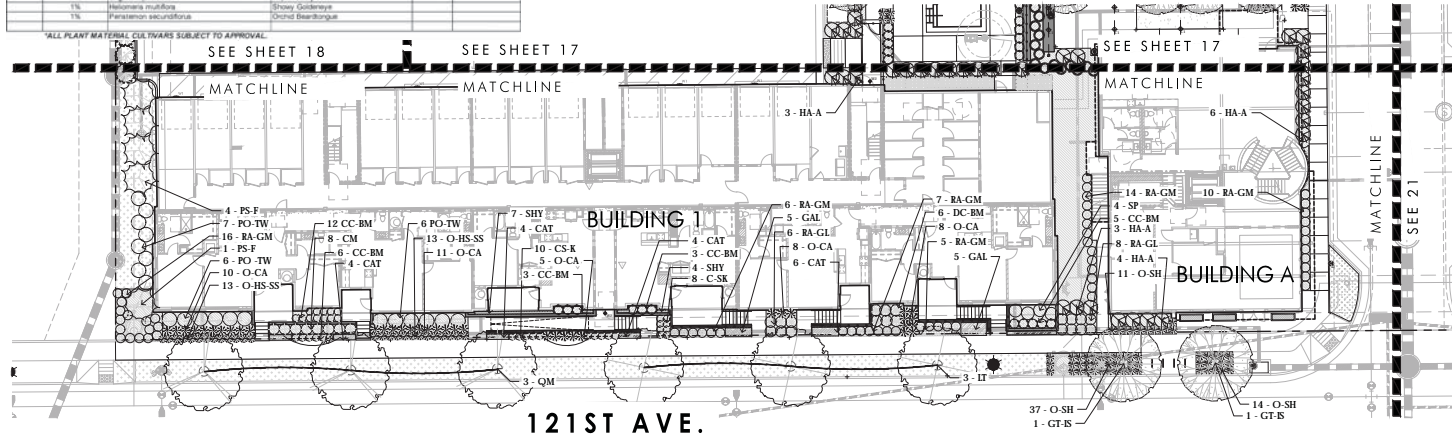 1% Heliomeris multiflora Showy Goldeneye
1% Penstemon secundiflorus Orchid Beardtongue
*ALL PLANT MATERIAL CULTIVARS SUBJECT TO APPROVAL.
SEE SHEET 18
SEE SHEET 17
SEE SHEET 17
MATCHLINE
MATCHLINE
MATCHLINE
3 - HA-A
6 - HA-A
MATCHLINE
SEE 21
4 - PS-F
7 - PO-TW
16 - RA-GM
1 - PS-F
6 - PO -TW
10 - O-CA
13 - O-HS-SS
12 CC-BM
8 - CM
6 - CC-BM
4 - CAT
6 PO-TW
13 - O-HS-SS
11 - O-CA
7 - SHY
4 - CAT
BUILDING 1
10 - CS-K
5 - O-CA
3 - CC-BM
4 - CAT
3 - CC-BM
4 - SHY
8 - C-SK
6 - RA-GM
5 - GAL
6 - RA-GL
8 - O-CA
6 - CAT
7 - RA-GM
6 - DC-BM
8 - O-CA
5 - RA-GM
5 - GAL
14 - RA-GM
4 - SP
5 - CC-BM
3 - HA-A
8 - RA-GL
4 - HA-A
11 - O-SH
10 - RA-GM
BUILDING A
3 - QM
3 - LT
121ST AVE.
37 - O-SH
1 - GT-IS
14 - O-SH
1 - GT-IS